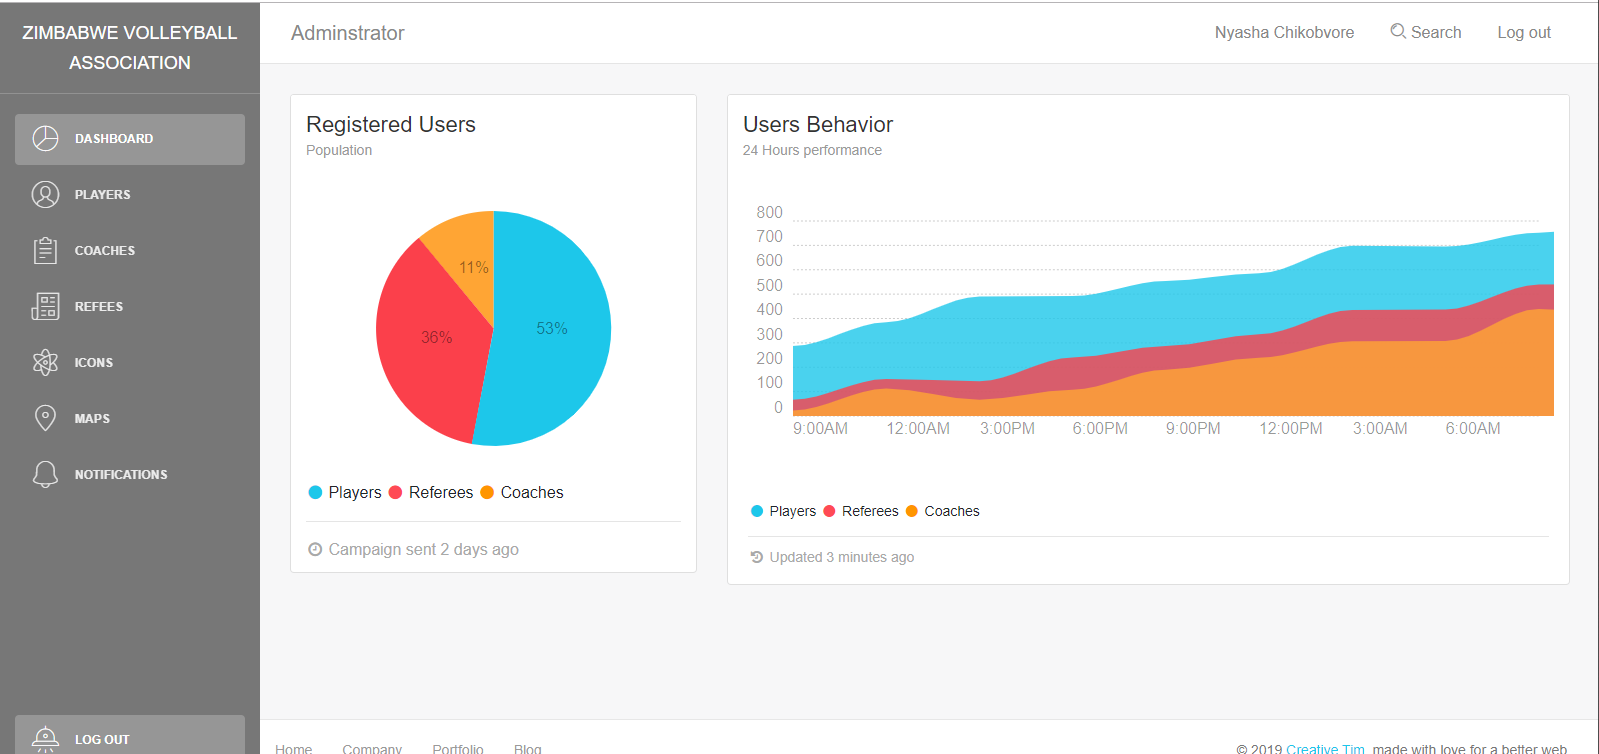 ZIMBABWE VOLLEYBALL
ASSOCIATION
DASHBOARD
PLAYERS
COACHES
REFEES
ICONS
MAPS
NOTIFICATIONS
LOG OUT
Adminstrator
Nyasha Chikobvore
Search
Log out
Registered Users
Population
11%
36%
53%
Players Referees Coaches
Campaign sent 2 days ago
Users Behavior
24 Hours performance
800
700
600
500
400
300
200
100
0
9:00AM 12:00AM 3:00PM 6:00PM 9:00PM 12:00PM 3:00AM 6:00AM
Players Referees Coaches
Updated 3 minutes ago
Home Company Portfolio Blog
© 2019 Creative Tim, made with love for a better web